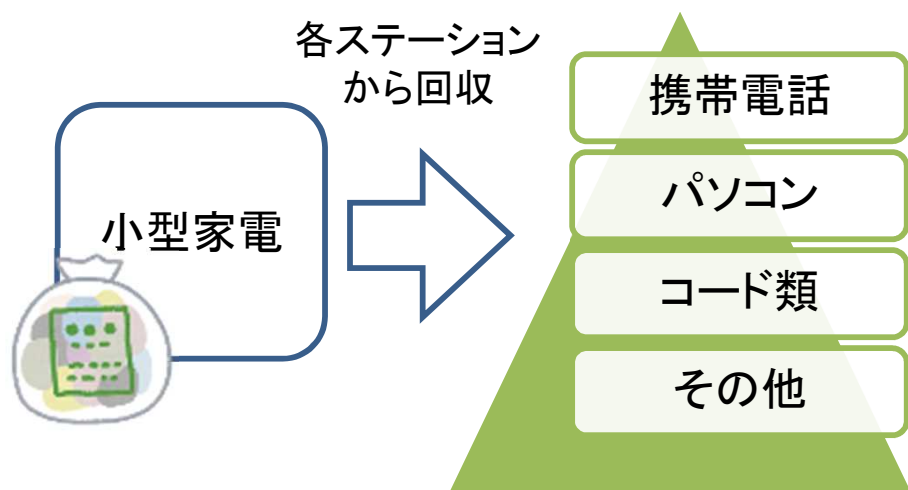 各ステーション
から回収
小型家電
携帯電話
パソコン
コード類
その他